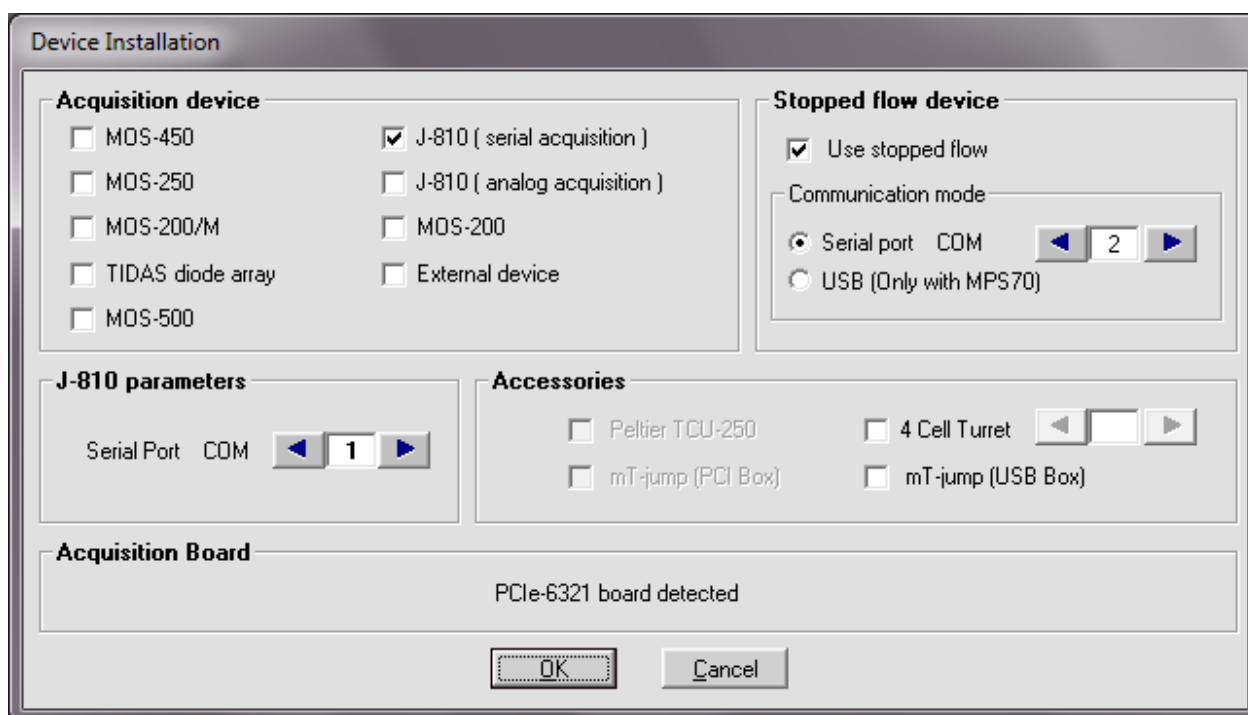 Device Installation
Acquisition device
MOS-450
J-810 ( serial acquisition )
MOS-250
J-810 ( analog acquisition )
MOS-200/M
MOS-200
TIDAS diode array
External device
MOS-500
Stopped flow device
Use stopped flow
Communication mode
Serial port COM 2
USB (Only with MPS70)
J-810 parameters
Serial Port COM 1
Accessories
Peltier TCU-250
4 Cell Turret
mT-jump (PCI Box)
mT-jump (USB Box)
Acquisition Board
PCIe-6321 board detected
OK
Cancel